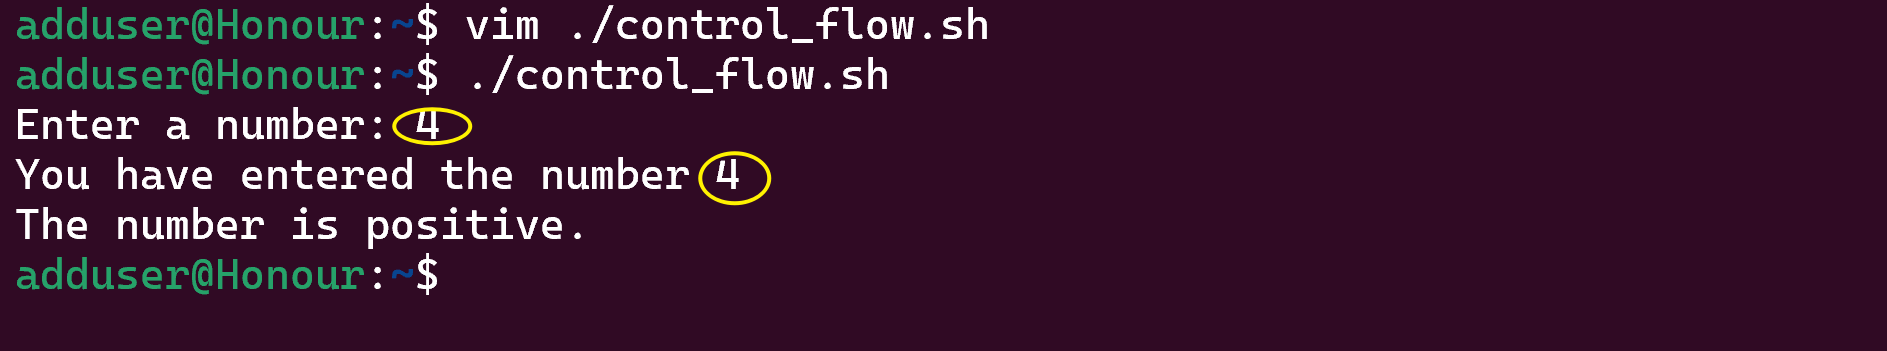 adduser@Honour:~$ vim ./control_flow.sh
adduser@Honour:~$ ./control_flow.sh
Enter a number: 4
You have entered the number 4
The number is positive.
adduser@Honour:~$